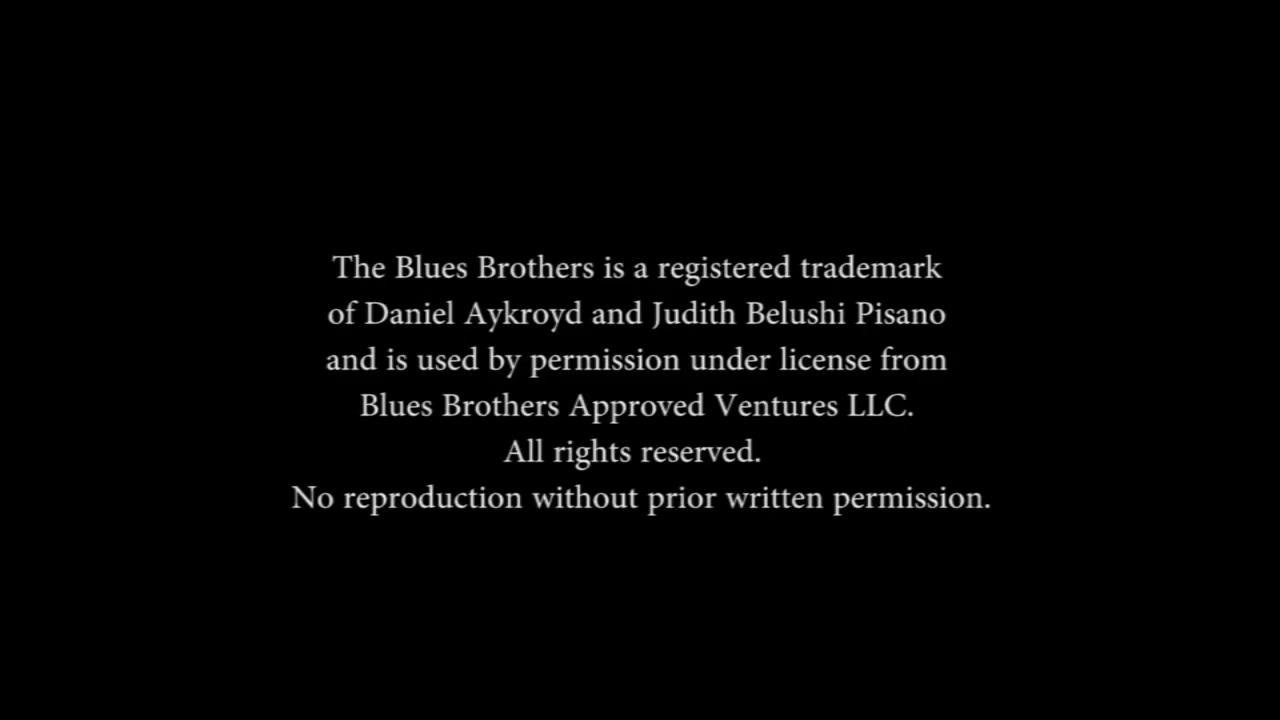 The Blues Brothers is a registered trademark
of Daniel Aykroyd and Judith Belushi Pisano
and is used by permission under license from
Blues Brothers Approved Ventures LLC.
All rights reserved.
No reproduction without prior written permission.